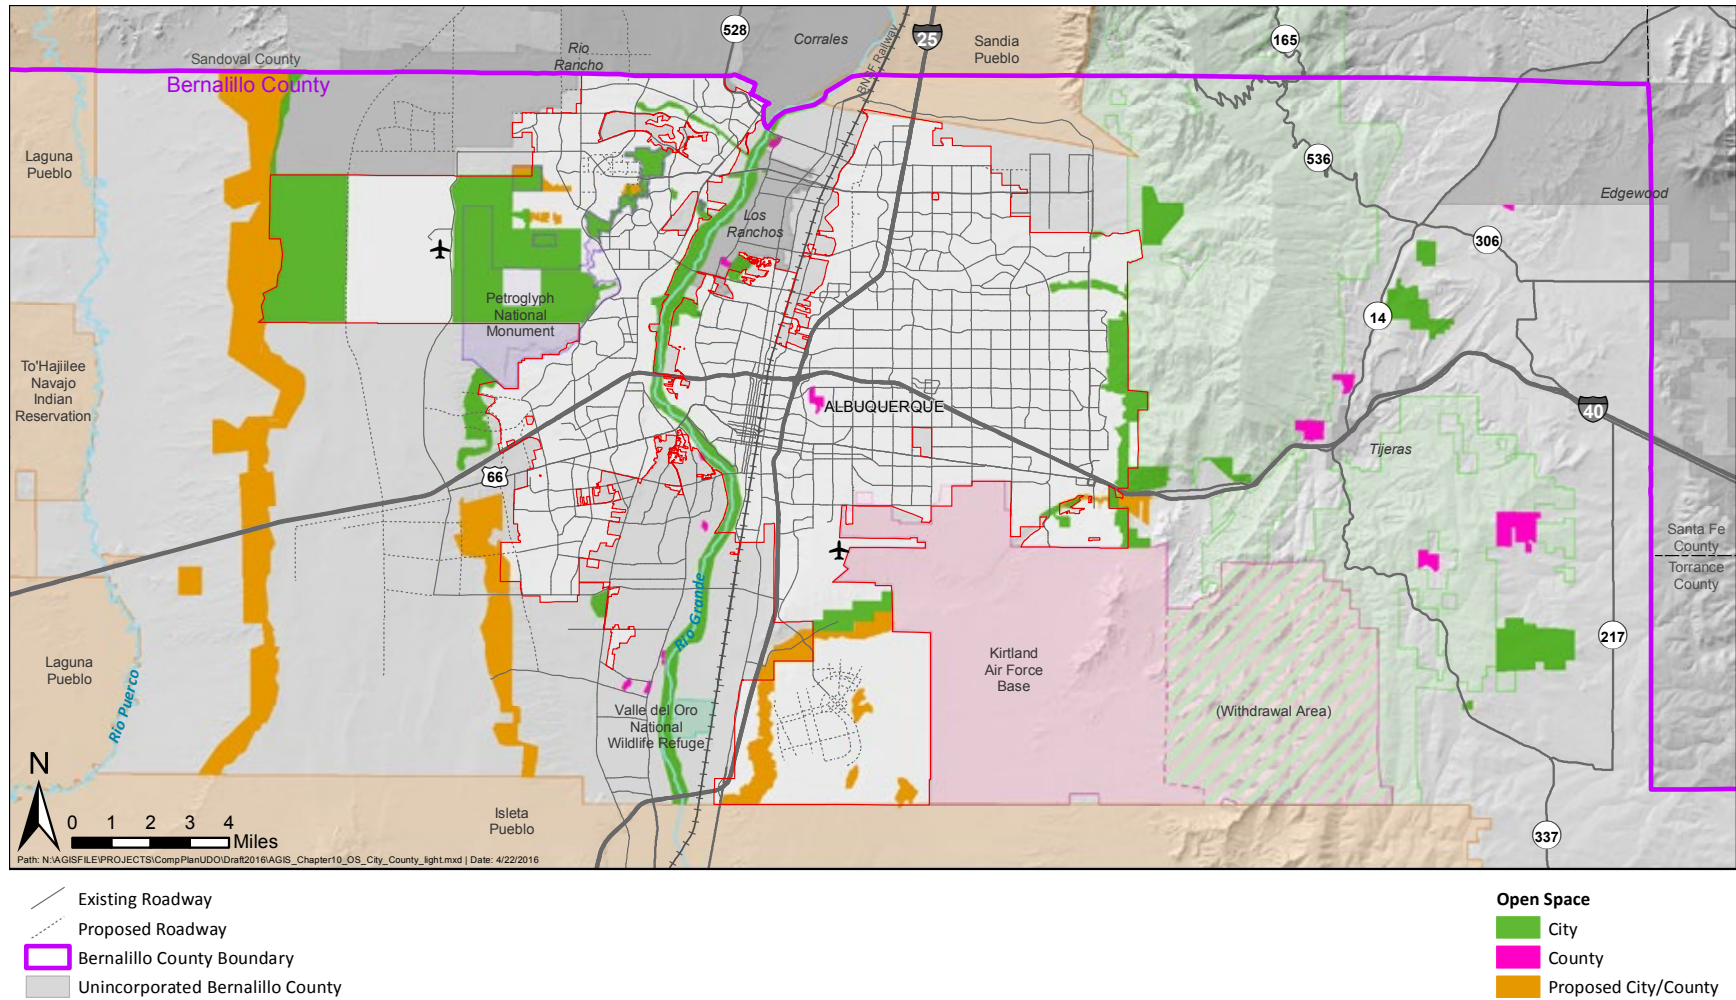 528
Corrales
25
165
Sandia
Pueblo
BNSF Railway
Rio
Rancho
Sandoval County
Bernalillo County
Laguna
Pueblo
536
Edgewood
Los
Ranchos
306
Petroglyph
National
Monument
14
To'Hajiilee
Navajo
Indian
Reservation
ALBUQUERQUE
40
Tijeras
66
Santa Fe
County
Torrance
County
Rio Grande
217
Kirtland
Air Force
Base
Laguna
Pueblo
Rio Puerco
(Withdrawal Area)
Valle del Oro
National
Wildlife Refuge
N
Isleta
Pueblo
0 1 2 3 4
Miles
337
Path: N:\AGISFILE\PROJECTS\CompPlanUDO\Draft2016\AGIS_Chapter10_OS_City_County_light.mxd | Date: 4/22/2016
Existing Roadway
Proposed Roadway
Bernalillo County Boundary
Unincorporated Bernalillo County
Open Space
City
County
Proposed City/County